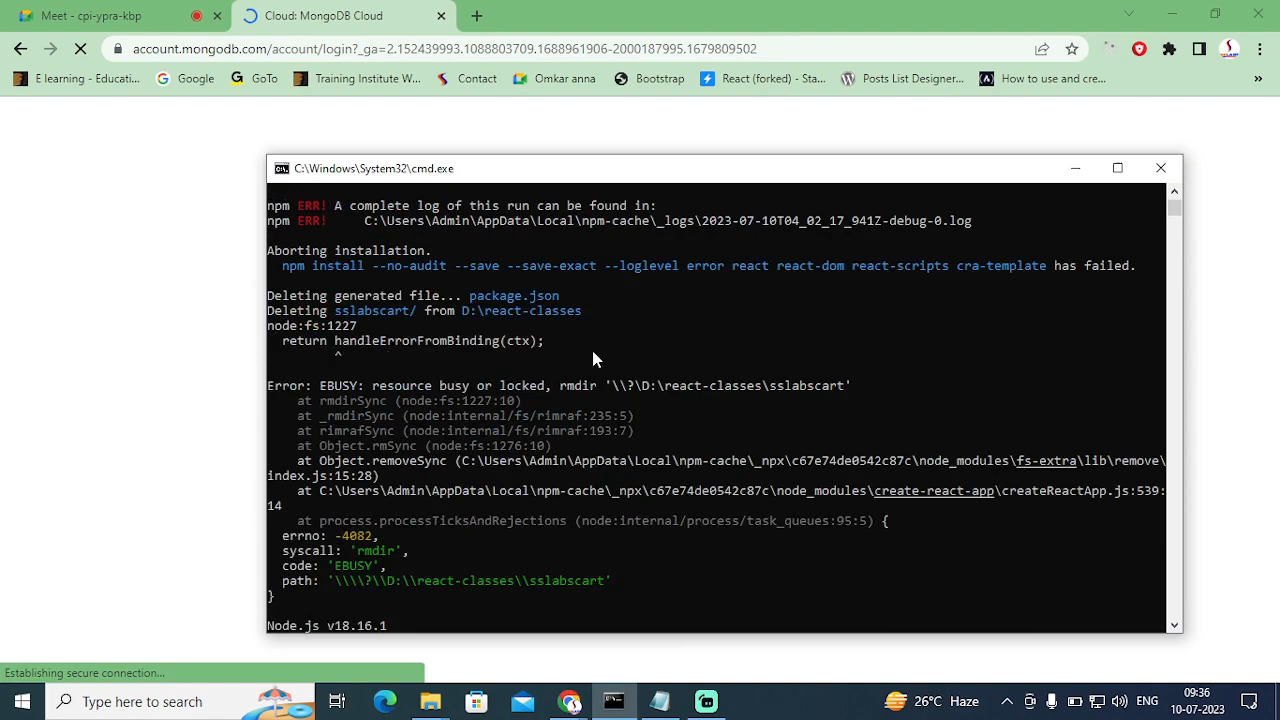 Meet - cpi-ypra-kbp
Cloud: MongoDB Cloud
account.mongodb.com/account/login?_ga=2.152439993.1088803709.1688961906-2000187995.1679809502
E learning - Educati...
Google
GoTo
Training Institute W...
Contact
Omkar anna
Bootstrap
React (forked) - Sta...
Posts List Designer...
How to use and cre...
»
C:\Windows\System32\cmd.exe
npm ERR! A complete log of this run can be found in:
npm ERR!     C:\Users\Admin\AppData\Local\npm-cache\_logs\2023-07-10T04_02_17_941Z-debug-0.log
Aborting installation.
npm install --no-audit --save --save-exact --loglevel error react react-dom react-scripts cra-template has failed.
Deleting generated file... package.json
Deleting sslabscart/ from D:\react-classes
node:fs:1227
return handleErrorFromBinding(ctx);
^
Error: EBUSY: resource busy or locked, rmdir '\\?\D:\react-classes\sslabscart'
at rmdirSync (node:fs:1227:10)
at _rmdirSync (node:internal/fs/rimraf:235:5)
at rimrafSync (node:internal/fs/rimraf:193:7)
at Object.rmSync (node:fs:1276:10)
at Object.removeSync (C:\Users\Admin\AppData\Local\npm-cache\_npx\c67e74de0542c87c\node_modules\fs-extra\lib\remove\
index.js:15:28)
at C:\Users\Admin\AppData\Local\npm-cache\_npx\c67e74de0542c87c\node_modules\create-react-app\createReactApp.js:539:
14
at process.processTicksAndRejections (node:internal/process/task_queues:95:5) {
errno: -4082,
syscall: 'rmdir',
code: 'EBUSY',
path: '\\\\?\\D:\\react-classes\\sslabscart'
}
Node.js v18.16.1
Establishing secure connection...
Type here to search
26°C Haze
ENG
09:36
10-07-2023